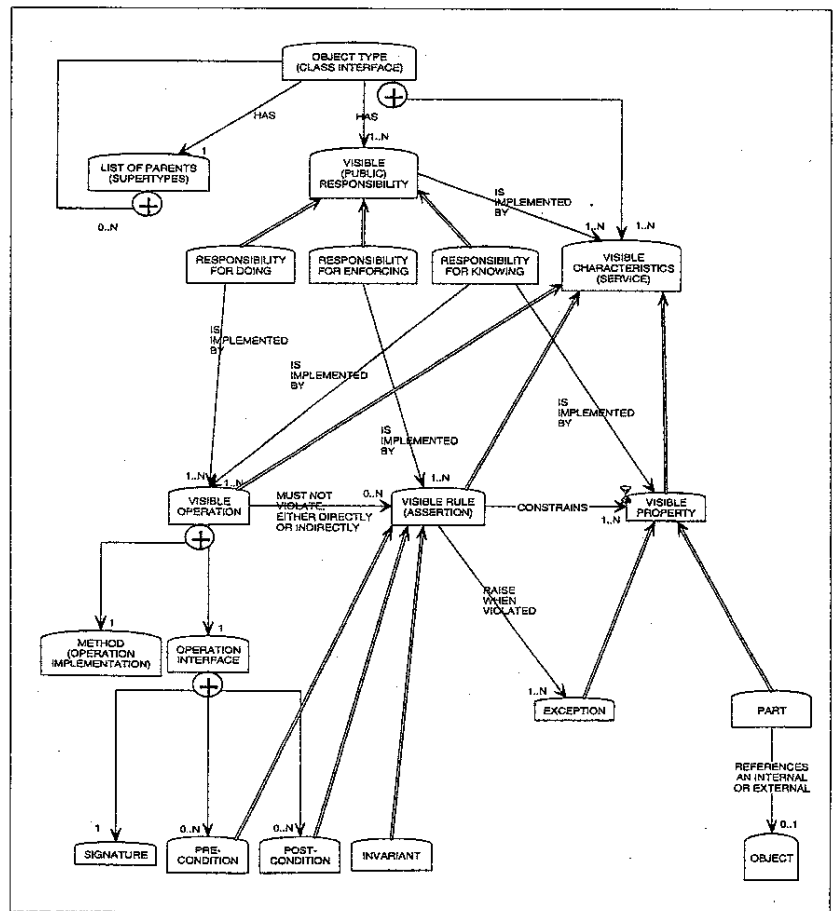 OBJECT TYPE
(CLASS INTERFACE)
HAS
HAS
1
1..N
LIST OF PARENTS
(SUPERTYPES)
VISIBLE
(PUBLIC)
RESPONSIBILITY
0..N
IS
IMPLEMENTED
BY
1..N
1..N
RESPONSIBILITY
FOR DOING
RESPONSIBILITY
FOR ENFORCING
RESPONSIBILITY
FOR KNOWING
VISIBLE
CHARACTERISTICS
(SERVICE)
IS
IMPLEMENTED
BY
IS
IMPLEMENTED
BY
IS
IMPLEMENTED
BY
IS
IMPLEMENTED
BY
1..N
1..N
1..N
VISIBLE
OPERATION
MUST NOT
VIOLATE,
EITHER DIRECTLY
OR INDIRECTLY
0..N
VISIBLE RULE
(ASSERTION)
CONSTRAINS
1..N
VISIBLE
PROPERTY
RAISE
WHEN
VIOLATED
1
1
METHOD
(OPERATION
IMPLEMENTATION)
OPERATION
INTERFACE
1..N
EXCEPTION
PART
REFERENCES
AN INTERNAL
OR EXTERNAL
1
0..N
0..N
0..1
SIGNATURE
PRE-
CONDITION
POST-
CONDITION
INVARIANT
OBJECT